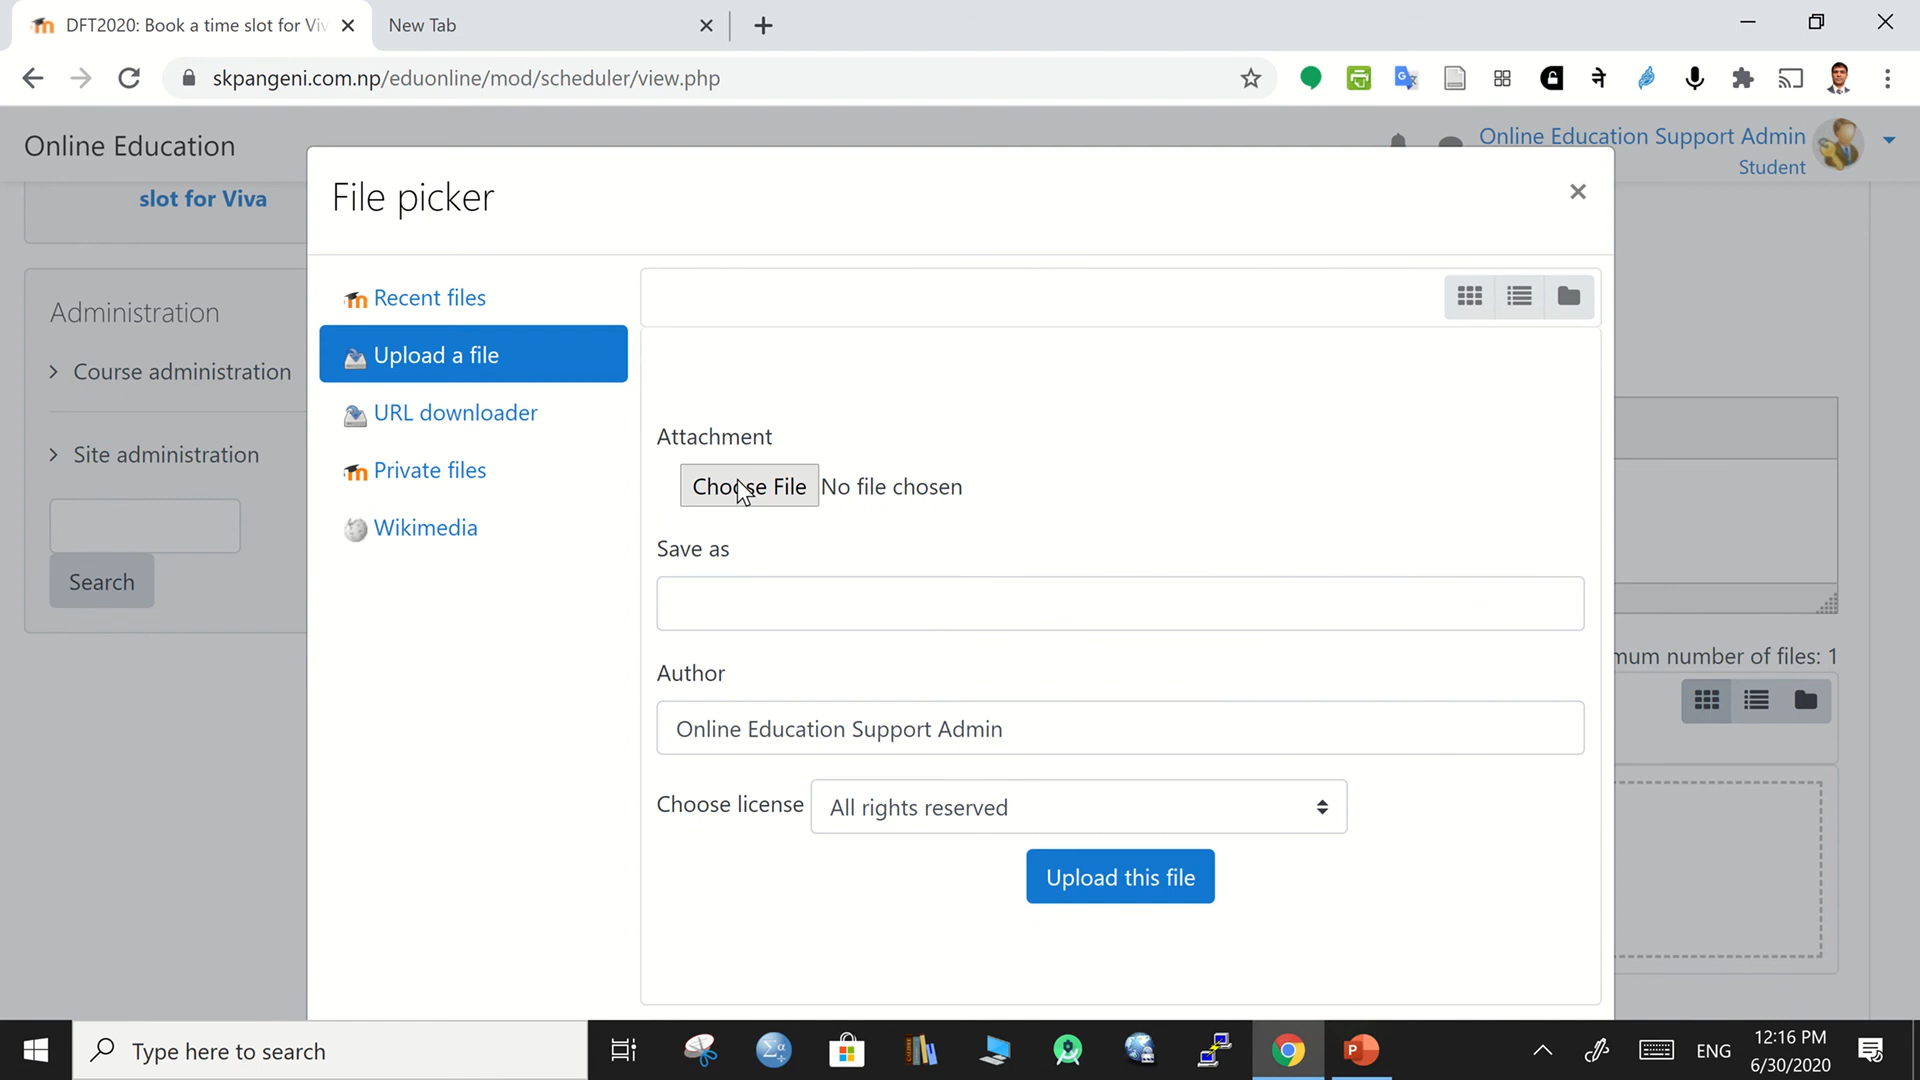 DFT2020: Book a time slot for Viv
New Tab
skpangeni.com.np/eduonline/mod/scheduler/view.php
Online Education
Online Education Support Admin
Student
slot for Viva
Administration
Course administration
Site administration
Search
File picker
Recent files
Upload a file
URL downloader
Private files
Wikimedia
Attachment
Choose File No file chosen
Save as
Author
Online Education Support Admin
Choose license All rights reserved
Upload this file
mum number of files: 1
Type here to search
ENG
12:16 PM
6/30/2020